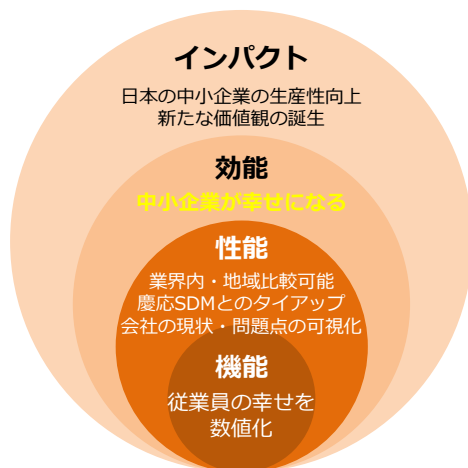 インパクト
日本の中小企業の生産性向上
新たな価値観の誕生
効能
中小企業が幸せになる
性能
業界内・地域比較可能
慶応SDMとのタイアップ
会社の現状・問題点の可視化
機能
従業員の幸せを
数値化